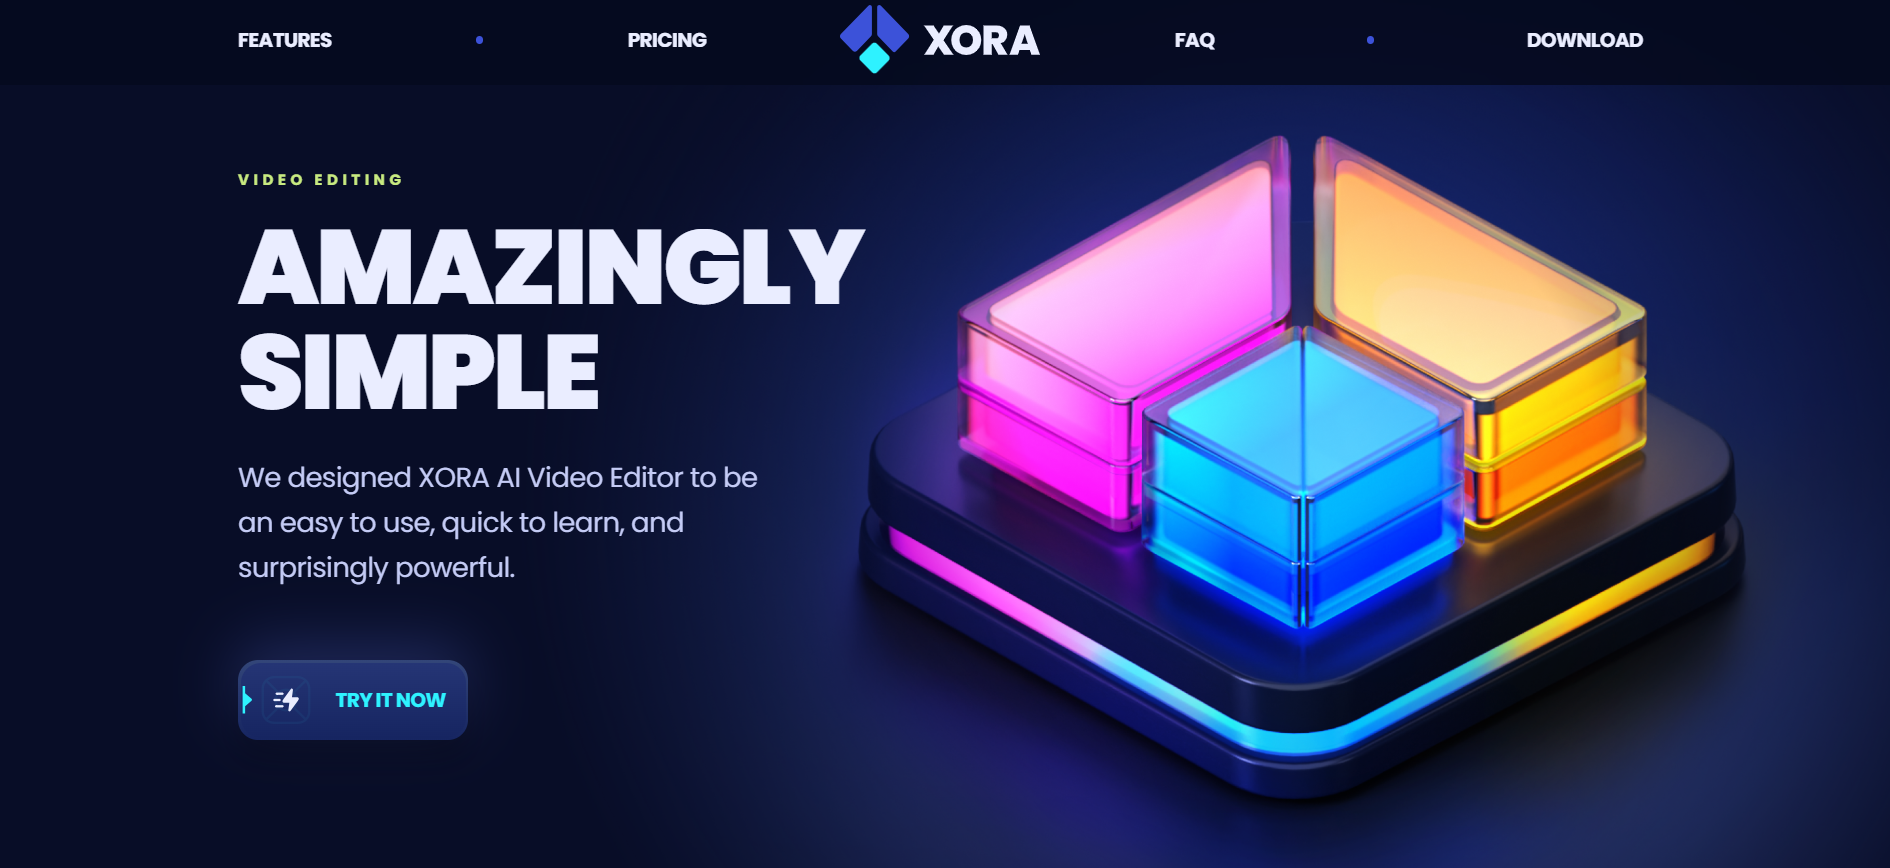 FEATURES
PRICING
XORA
FAQ
DOWNLOAD
VIDEO EDITING
AMAZINGLY
SIMPLE
We designed XORA AI Video Editor to be
an easy to use, quick to learn, and
surprisingly powerful.
TRY IT NOW